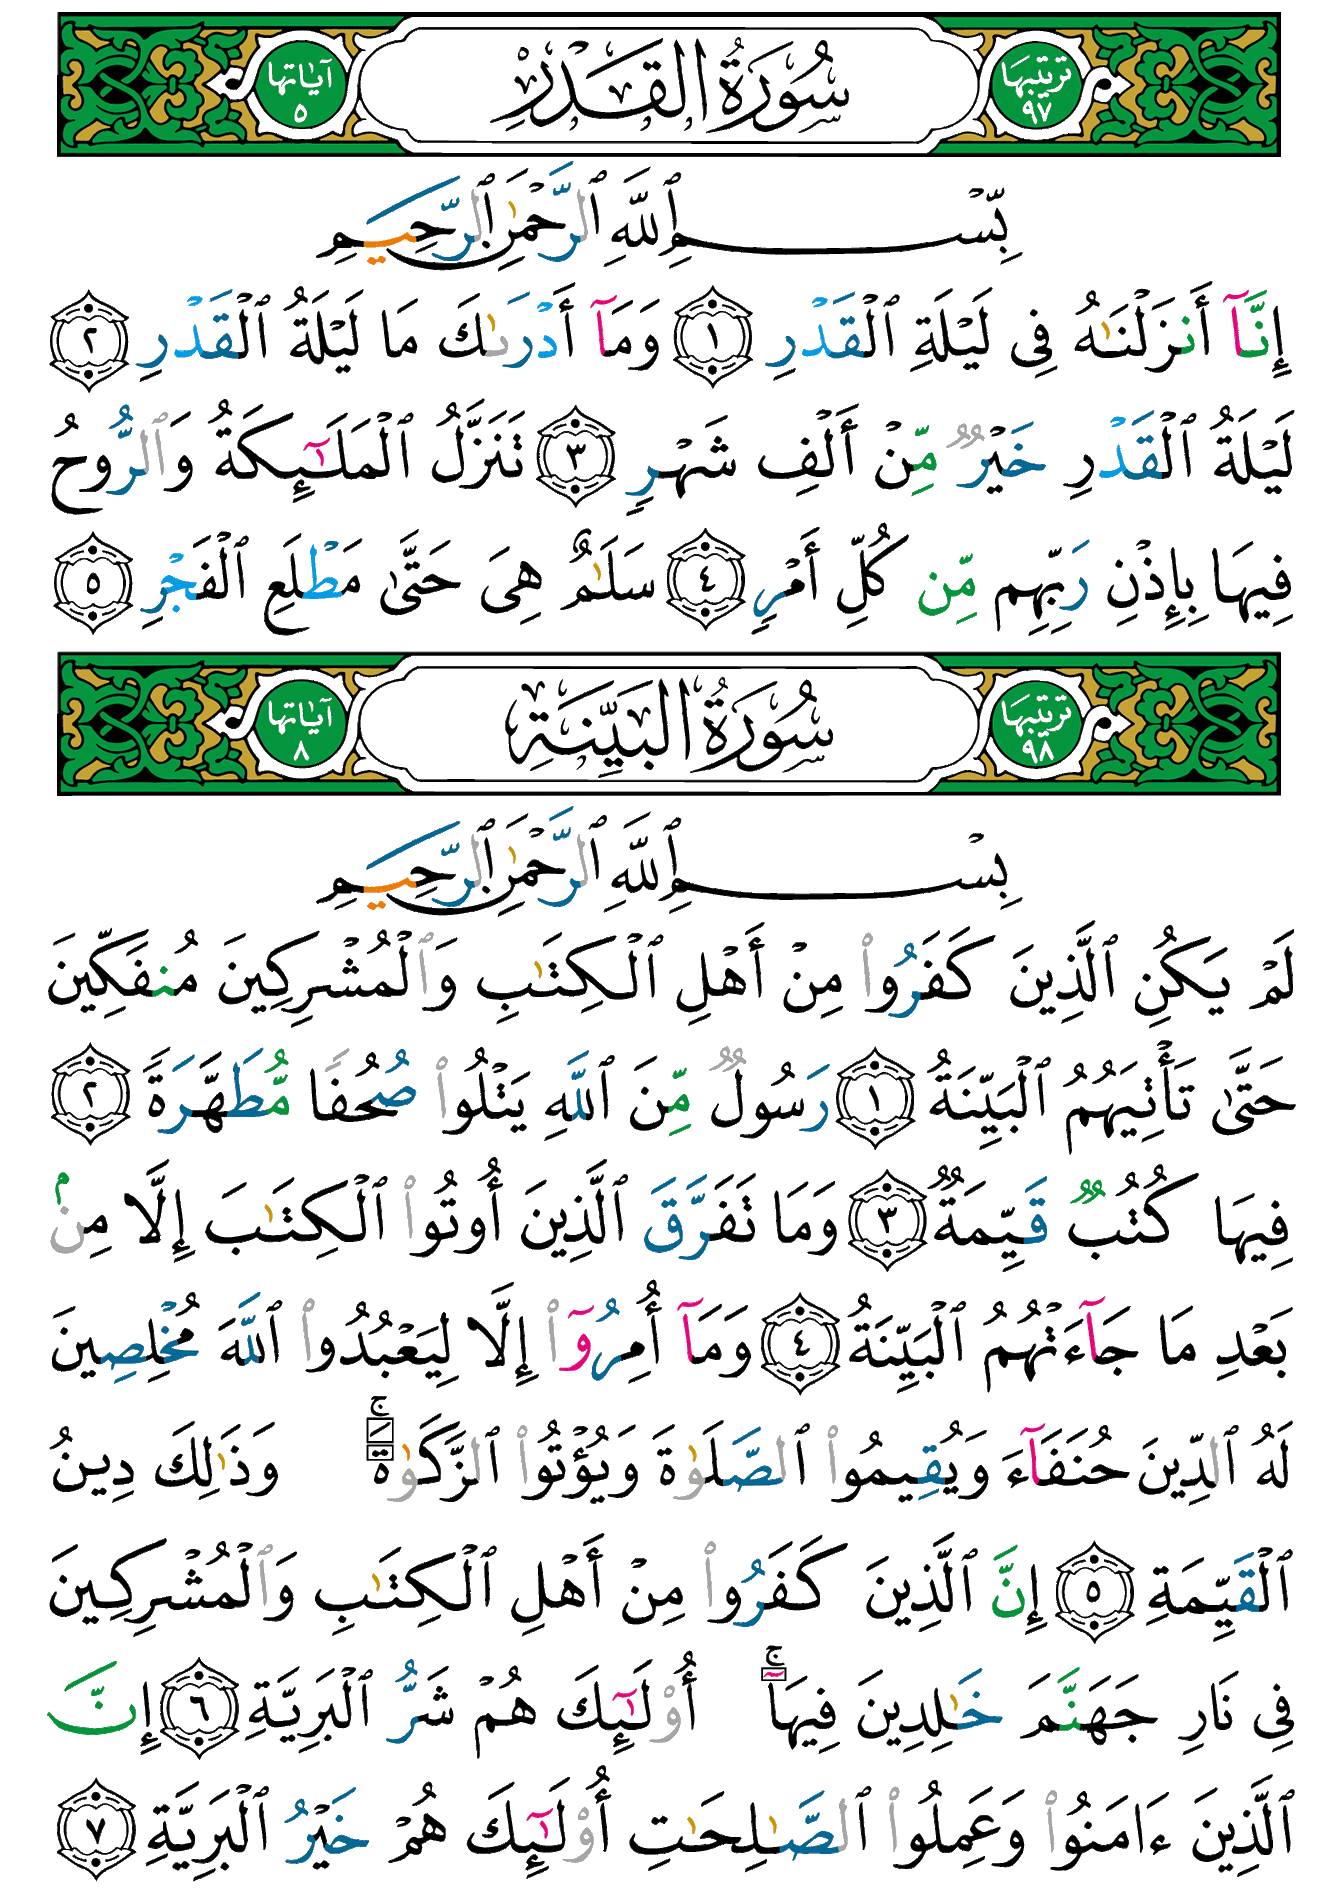 ترتيبها ٩٧ سُورَةُ القَدْرِ آياتها ٥
بِّسْمِ ٱللَّهِ ٱلرَّحْمَٰنِ ٱلرَّحِيمِ
إِنَّآ أَنزَلْنَٰهُ فِى لَيْلَةِ ٱلْقَدْرِ ١ وَمَآ أَدْرَىٰكَ مَا لَيْلَةُ ٱلْقَدْرِ ٢
لَيْلَةُ ٱلْقَدْرِ خَيْرٌ مِّنْ أَلْفِ شَهْرٍ ٣ تَنَزَّلُ ٱلْمَلَٰٓئِكَةُ وَٱلرُّوحُ
فِيهَا بِإِذْنِ رَبِّهِم مِّن كُلِّ أَمْرٍ ٤ سَلَٰمٌ هِىَ حَتَّىٰ مَطْلَعِ ٱلْفَجْرِ ٥
ترتيبها ٩٨ سُورَةُ البَيِّنَةِ آياتها ٨
بِسْمِ ٱللَّهِ ٱلرَّحْمَٰنِ ٱلرَّحِيمِ
لَمْ يَكُنِ ٱلَّذِينَ كَفَرُوا۟ مِنْ أَهْلِ ٱلْكِتَٰبِ وَٱلْمُشْرِكِينَ مُنفَكِّينَ
حَتَّىٰ تَأْتِيَهُمُ ٱلْبَيِّنَةُ ١ رَسُولٌ مِّنَ ٱللَّهِ يَتْلُوا۟ صُحُفًا مُّطَهَّرَةً ٢
فِيهَا كُتُبٌ قَيِّمَةٌ ٣ وَمَا تَفَرَّقَ ٱلَّذِينَ أُوتُوا۟ ٱلْكِتَٰبَ إِلَّا مِنۢ
بَعْدِ مَا جَآءَتْهُمُ ٱلْبَيِّنَةُ ٤ وَمَآ أُمِرُوٓا۟ إِلَّا لِيَعْبُدُوا۟ ٱللَّهَ مُخْلِصِينَ
لَهُ ٱلدِّينَ حُنَفَآءَ وَيُقِيمُوا۟ ٱلصَّلَوٰةَ وَيُؤْتُوا۟ ٱلزَّكَوٰةَ ۚ وَذَٰلِكَ دِينُ
ٱلْقَيِّمَةِ ٥ إِنَّ ٱلَّذِينَ كَفَرُوا۟ مِنْ أَهْلِ ٱلْكِتَٰبِ وَٱلْمُشْرِكِينَ
فِى نَارِ جَهَنَّمَ خَٰلِدِينَ فِيهَآ ۚ أُو۟لَٰٓئِكَ هُمْ شَرُّ ٱلْبَرِيَّةِ ٦ إِنَّ
ٱلَّذِينَ ءَامَنُوا۟ وَعَمِلُوا۟ ٱلصَّٰلِحَٰتِ أُو۟لَٰٓئِكَ هُمْ خَيْرُ ٱلْبَرِيَّةِ ٧